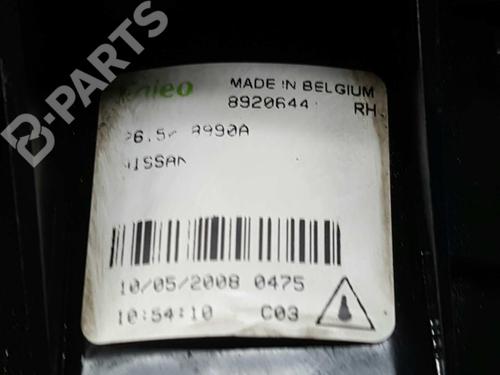 MADE IN BELGIUM
8920644 RH
NISSAN
10/05/2008 0475
10:54:10 C03
B-PARTS